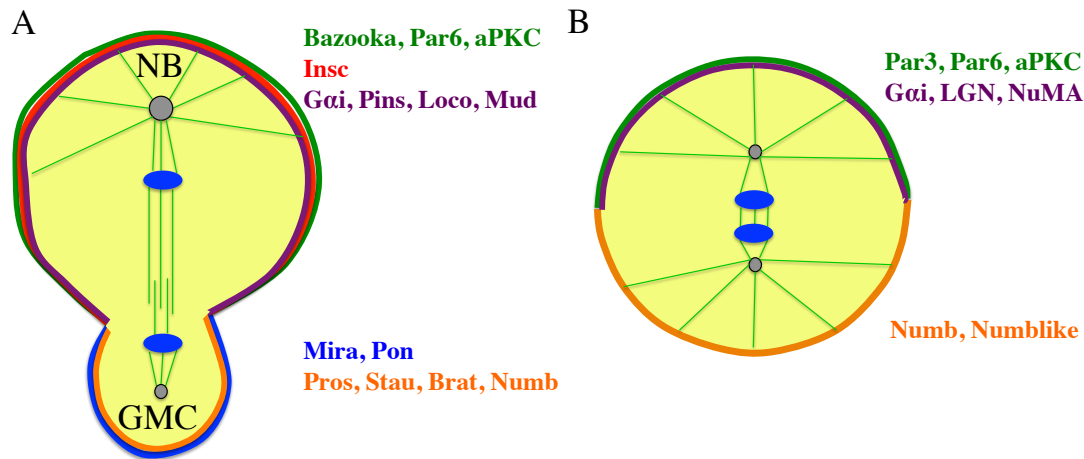 A
NB
Bazooka, Par6, aPKC
Insc
Gαi, Pins, Loco, Mud
Mira, Pon
Pros, Stau, Brat, Numb
GMC
B
Par3, Par6, aPKC
Gαi, LGN, NuMA
Numb, Numblike